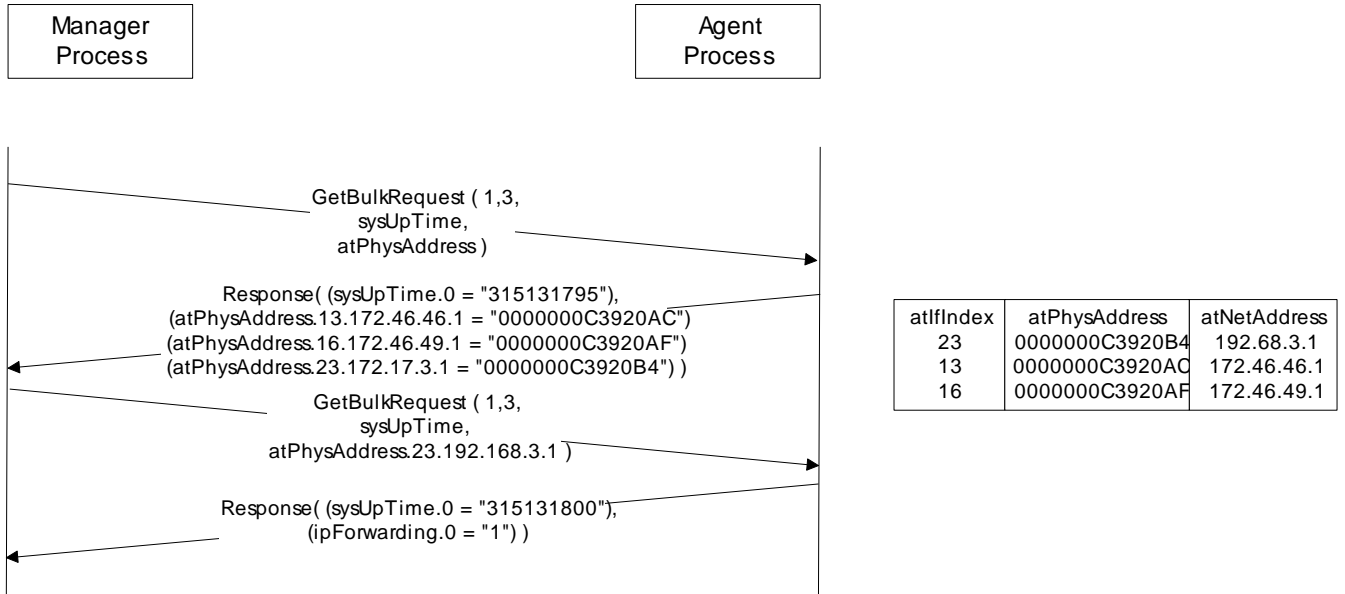 Manager
Process
Agent
Process
GetBulkRequest ( 1,3,
sysUpTime,
atPhysAddress )
Response( (sysUpTime.0 = "315131795"),
(atPhysAddress.13.172.46.46.1 = "0000000C3920AC")
(atPhysAddress.16.172.46.49.1 = "0000000C3920AF")
(atPhysAddress.23.172.17.3.1 = "0000000C3920B4") )
GetBulkRequest ( 1,3,
sysUpTime,
atPhysAddress.23.192.168.3.1 )
Response( (sysUpTime.0 = "315131800"),
(ipForwarding.0 = "1") )
atIfIndex atPhysAddress atNetAddress
23 0000000C3920B4 192.68.3.1
13 0000000C3920AC 172.46.46.1
16 0000000C3920AF 172.46.49.1